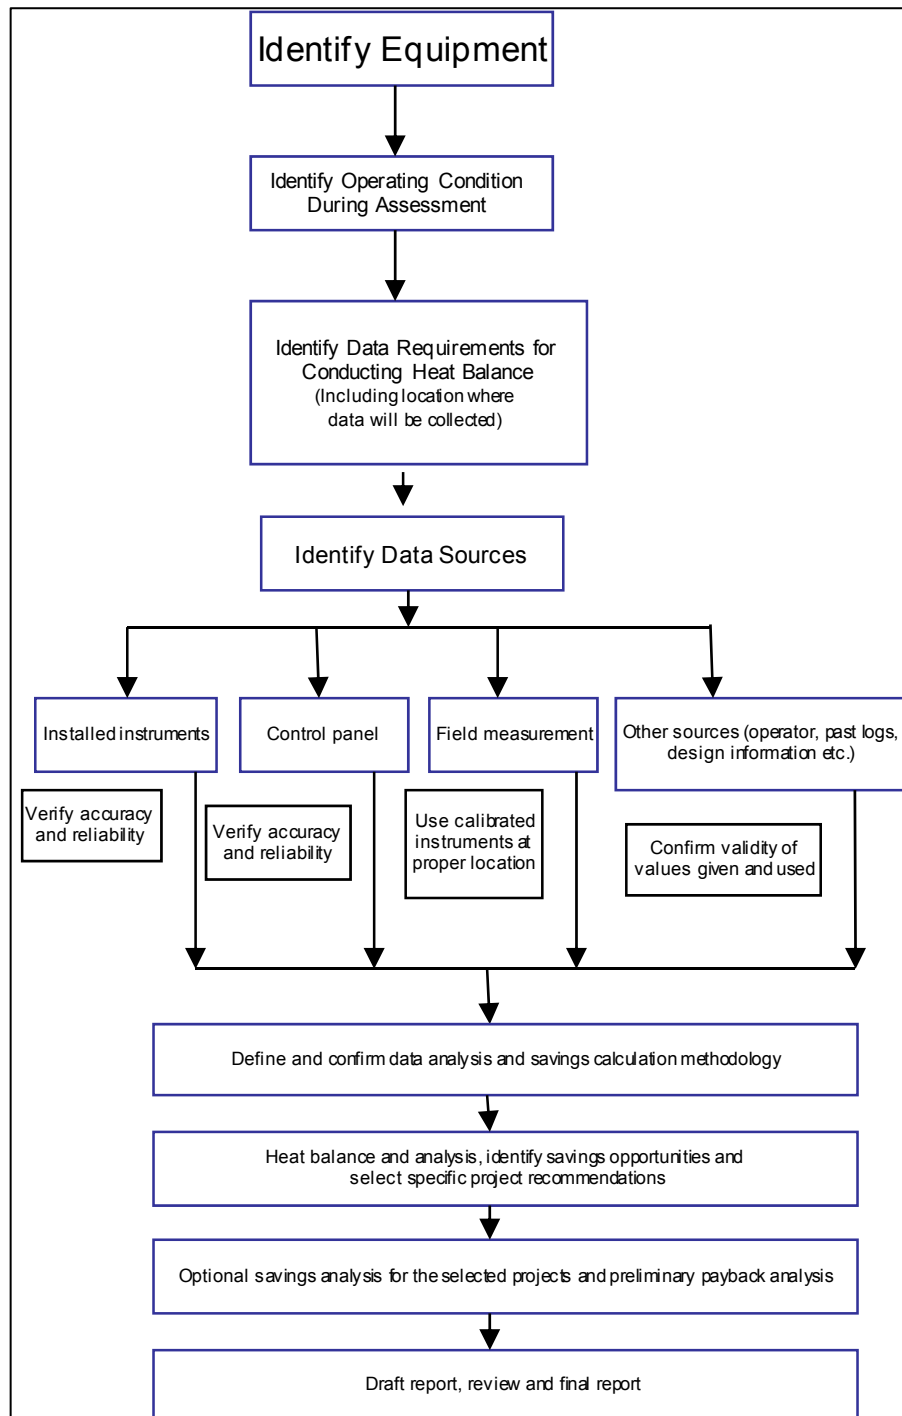 Identify Equipment
Identify Operating Condition
During Assessment
Identify Data Requirements for
Conducting Heat Balance
(Including location where
data will be collected)
Identify Data Sources
Installed instruments
Control panel
Field measurement
Other sources (operator, past logs,
design information etc.)
Verify accuracy
and reliability
Verify accuracy
and reliability
Use calibrated
instruments at
proper location
Confirm validity of
values given and used
Define and confirm data analysis and savings calculation methodology
Heat balance and analysis, identify savings opportunities and
select specific project recommendations
Optional savings analysis for the selected projects and preliminary payback analysis
Draft report, review and final report